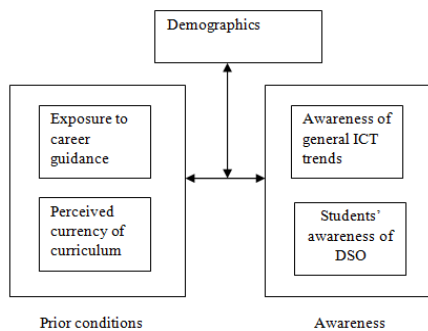 Demographics
Exposure to
career
guidance
Perceived
currency of
curriculum
Awareness of
general ICT
trends
Students’
awareness of
DSO
Prior conditions
Awareness